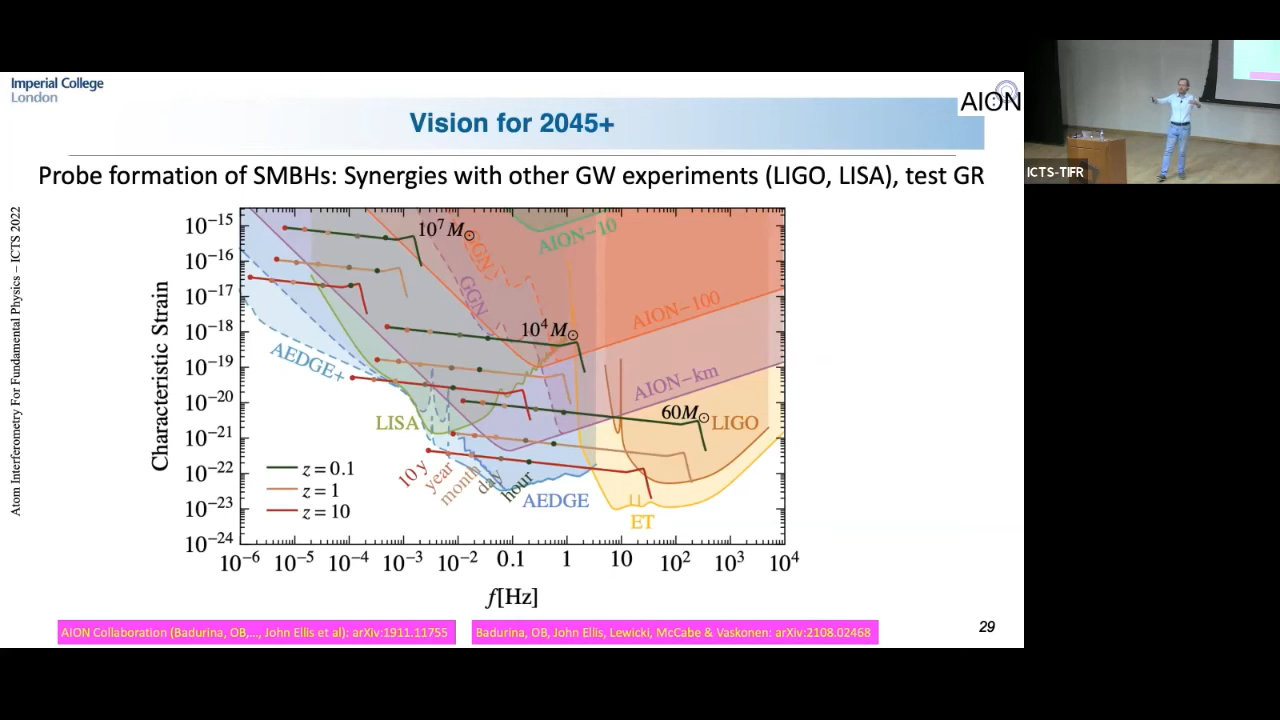 Imperial College
London
AION
Vision for 2045+
Probe formation of SMBHs: Synergies with other GW experiments (LIGO, LISA), test GR
ICTS-TIFR
Atom Interferometry For Fundamental Physics – ICTS 2022
Characteristic Strain
10⁻¹⁵
10⁻¹⁶
10⁻¹⁷
10⁻¹⁸
10⁻¹⁹
10⁻²⁰
10⁻²¹
10⁻²²
10⁻²³
10⁻²⁴
10⁷ M☉
GGN
GGN
AION-10
AION-100
10⁴ M☉
AEDGE+
AION-km
LISA
60M☉
LIGO
10 y
year
month
day
hour
AEDGE
ET
z = 0.1
z = 1
z = 10
10⁻⁶ 10⁻⁵ 10⁻⁴ 10⁻³ 10⁻² 0.1 1 10 10² 10³ 10⁴
f[Hz]
AION Collaboration (Badurina, OB,..., John Ellis et al): arXiv:1911.11755
Badurina, OB, John Ellis, Lewicki, McCabe & Vaskonen: arXiv:2108.02468
29